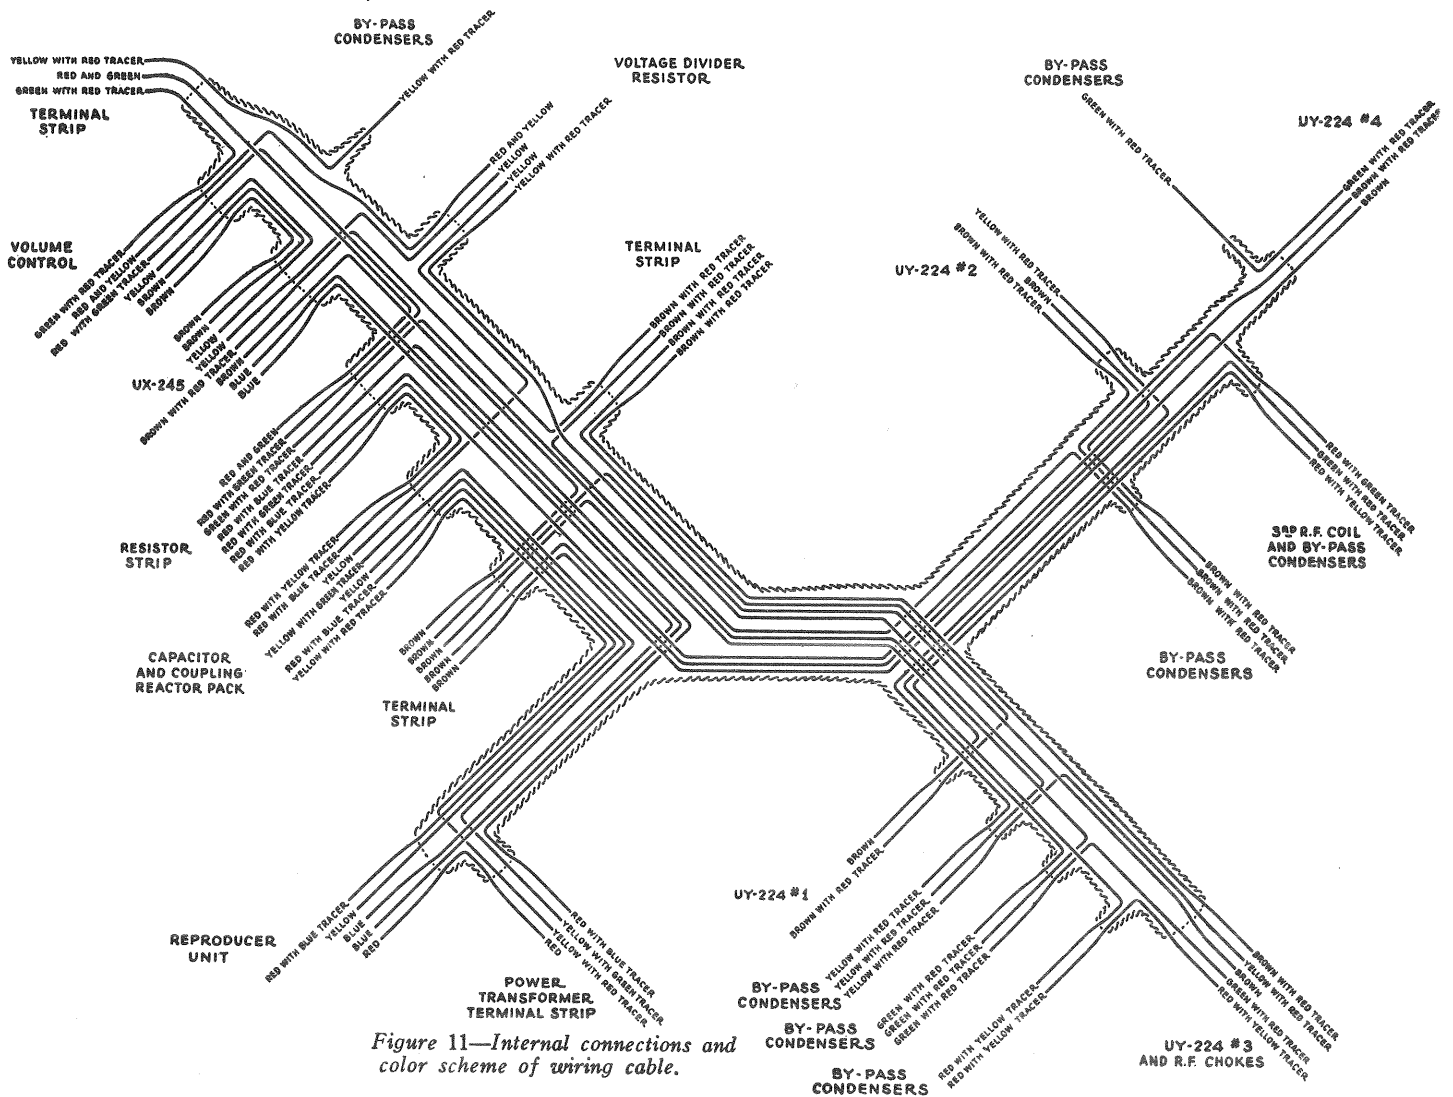 BY-PASS
CONDENSERS
YELLOW WITH RED TRACER
YELLOW WITH RED TRACER
RED AND GREEN
GREEN WITH RED TRACER
TERMINAL
STRIP
VOLTAGE DIVIDER
RESISTOR
RED AND YELLOW
YELLOW
YELLOW
YELLOW WITH RED TRACER
BY-PASS
CONDENSERS
GREEN WITH RED TRACER
UY-224 #4
GREEN WITH RED TRACER
BROWN WITH RED TRACER
BROWN
VOLUME
CONTROL
GREEN WITH RED TRACER
RED AND YELLOW
RED WITH GREEN TRACER
YELLOW
BROWN
BROWN
TERMINAL
STRIP
BROWN WITH RED TRACER
BROWN WITH RED TRACER
BROWN WITH RED TRACER
BROWN WITH RED TRACER
UY-224 #2
YELLOW WITH RED TRACER
BROWN
BROWN WITH RED TRACER
UX-245
BROWN
BROWN
YELLOW
YELLOW
BROWN WITH RED TRACER
BROWN
BLUE
BLUE
RESISTOR
STRIP
RED AND GREEN
RED WITH GREEN TRACER
GREEN WITH RED TRACER
RED WITH BLUE TRACER
RED WITH GREEN TRACER
RED WITH BLUE TRACER
RED WITH YELLOW TRACER
RED WITH GREEN TRACER
GREEN WITH RED TRACER
RED WITH YELLOW TRACER
3RD R.F. COIL
AND BY-PASS
CONDENSERS
CAPACITOR
AND COUPLING
REACTOR PACK
RED WITH YELLOW TRACER
RED WITH BLUE TRACER
YELLOW
YELLOW WITH GREEN TRACER
YELLOW
RED WITH BLUE TRACER
YELLOW WITH RED TRACER
BROWN
BROWN
BROWN
BROWN
BROWN
TERMINAL
STRIP
BROWN WITH RED TRACER
BROWN WITH RED TRACER
BROWN WITH RED TRACER
BY-PASS
CONDENSERS
REPRODUCER
UNIT
RED WITH BLUE TRACER
YELLOW
BLUE
BLUE
RED
RED WITH BLUE TRACER
YELLOW WITH GREEN TRACER
YELLOW WITH RED TRACER
RED
POWER
TRANSFORMER
TERMINAL STRIP
UY-224 #1
BROWN
BROWN WITH RED TRACER
YELLOW WITH RED TRACER
YELLOW WITH RED TRACER
YELLOW WITH RED TRACER
BY-PASS
CONDENSERS
GREEN WITH RED TRACER
GREEN WITH RED TRACER
GREEN WITH RED TRACER
BY-PASS
CONDENSERS
RED WITH YELLOW TRACER
RED WITH YELLOW TRACER
BY-PASS
CONDENSERS
BROWN WITH RED TRACER
YELLOW WITH RED TRACER
BROWN
GREEN WITH RED TRACER
RED WITH YELLOW TRACER
UY-224 #3
AND R.F. CHOKES
Figure 11—Internal connections and
color scheme of wiring cable.